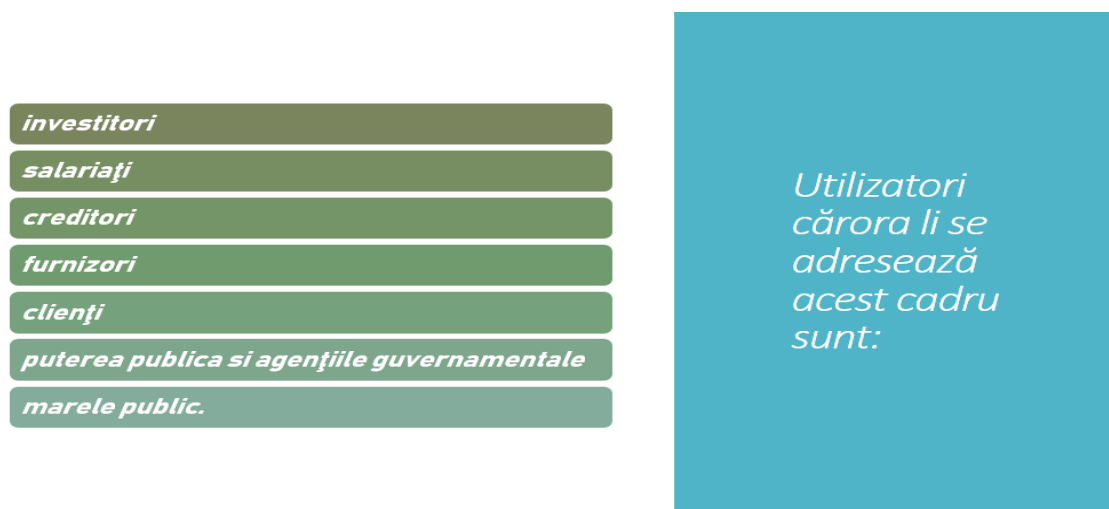 investitori
salariaţi
creditori
furnizori
clienţi
puterea publica si agenţiile guvernamentale
marele public.
Utilizatori
cărora li se
adresează
acest cadru
sunt: